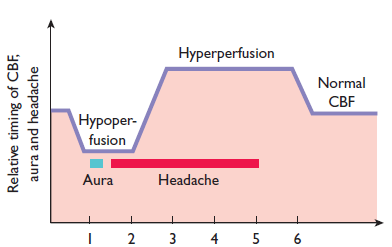 Relative timing of CBF,
aura and headache
Hyperperfusion
Normal
CBF
Hypoper-
fusion
Aura
Headache
1 2 3 4 5 6